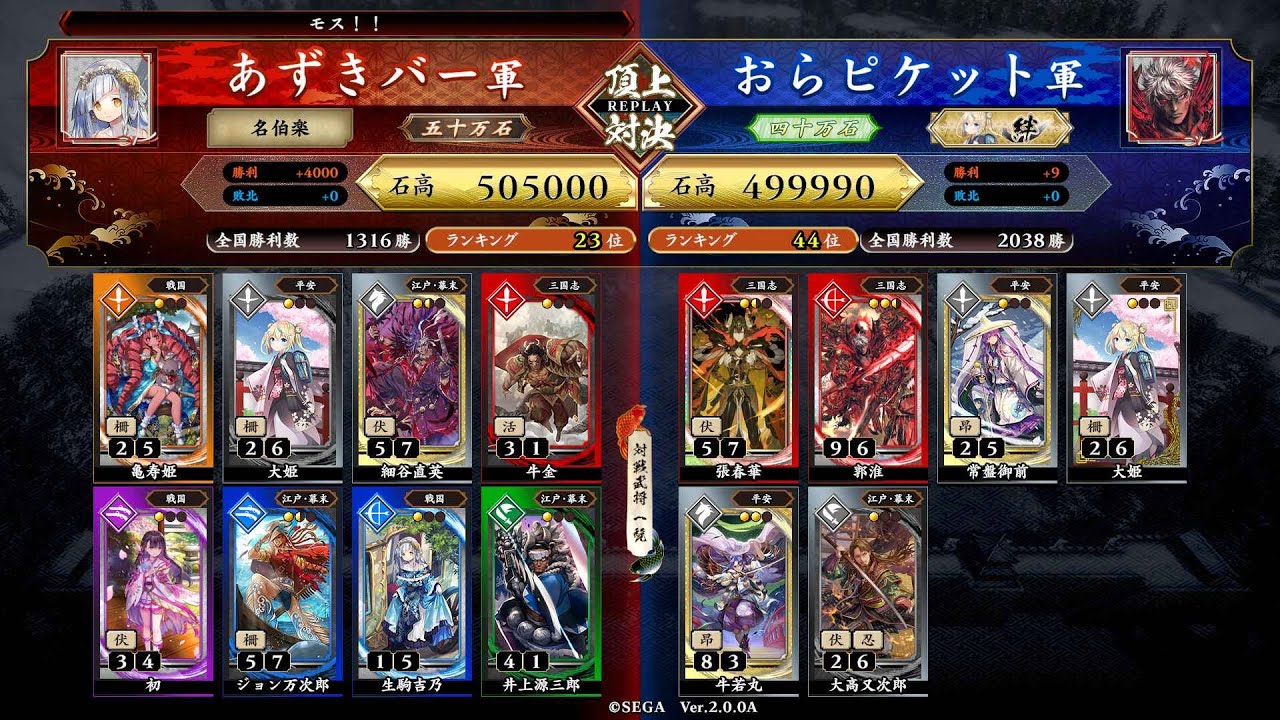 モス！！
あずきバー軍
頂上
REPLAY
対決
おらピケット軍
名伯楽
五十万石
四十万石
絆
勝利 +4000
敗北 +0
石高 505000
石高 499990
勝利 +9
敗北 +0
全国勝利数 1316勝
ランキング 23位
ランキング 44位
全国勝利数 2038勝
戦国
平安
江戸・幕末
三国志
三国志
三国志
平安
平安
柵
柵
伏
活
伏
昂
柵
2 5
2 6
5 7
3 1
5 7
9 6
2 5
2 6
亀寿姫
大姫
細谷直英
牛金
張春華
郭淮
常盤御前
大姫
対戦武将一覧
戦国
江戸・幕末
戦国
江戸・幕末
平安
江戸・幕末
伏
柵
昂
伏 忍
3 4
5 7
1 5
4 1
8 3
2 6
初
ジョン万次郎
生駒吉乃
井上源三郎
牛若丸
大高又次郎
©SEGA Ver.2.0.0A